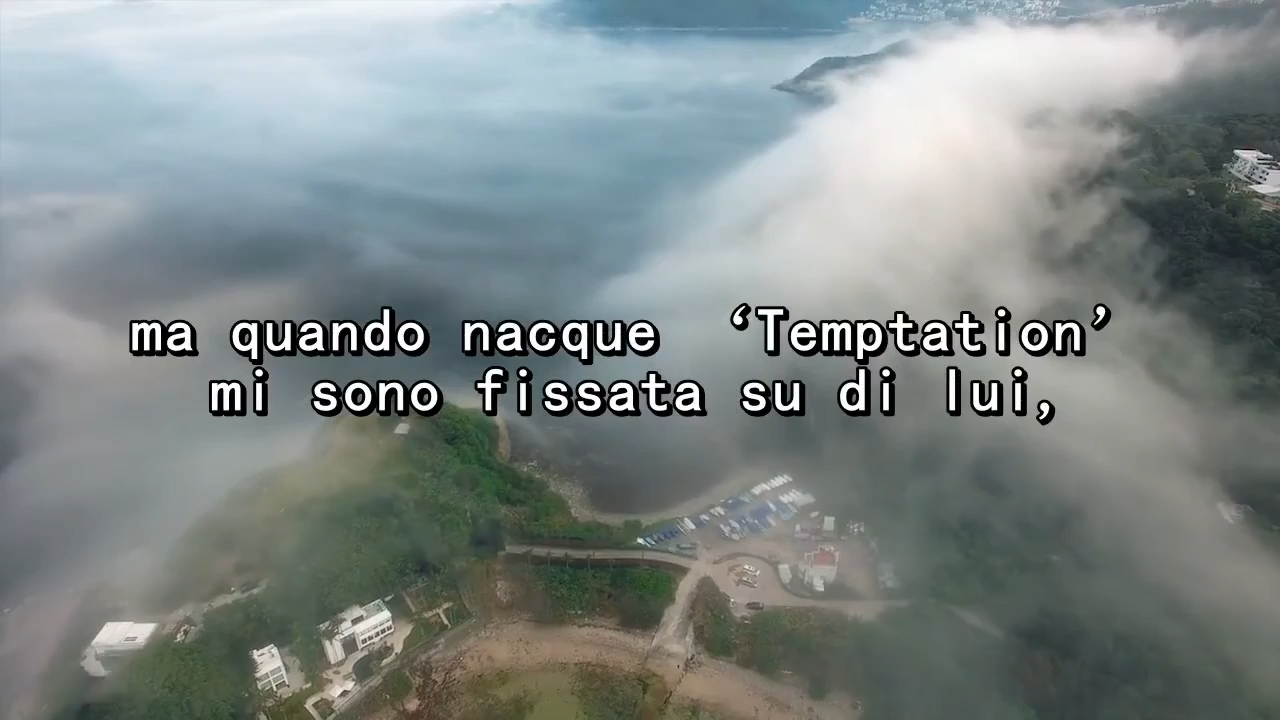 ma quando nacque ‘Temptation’
mi sono fissata su di lui,